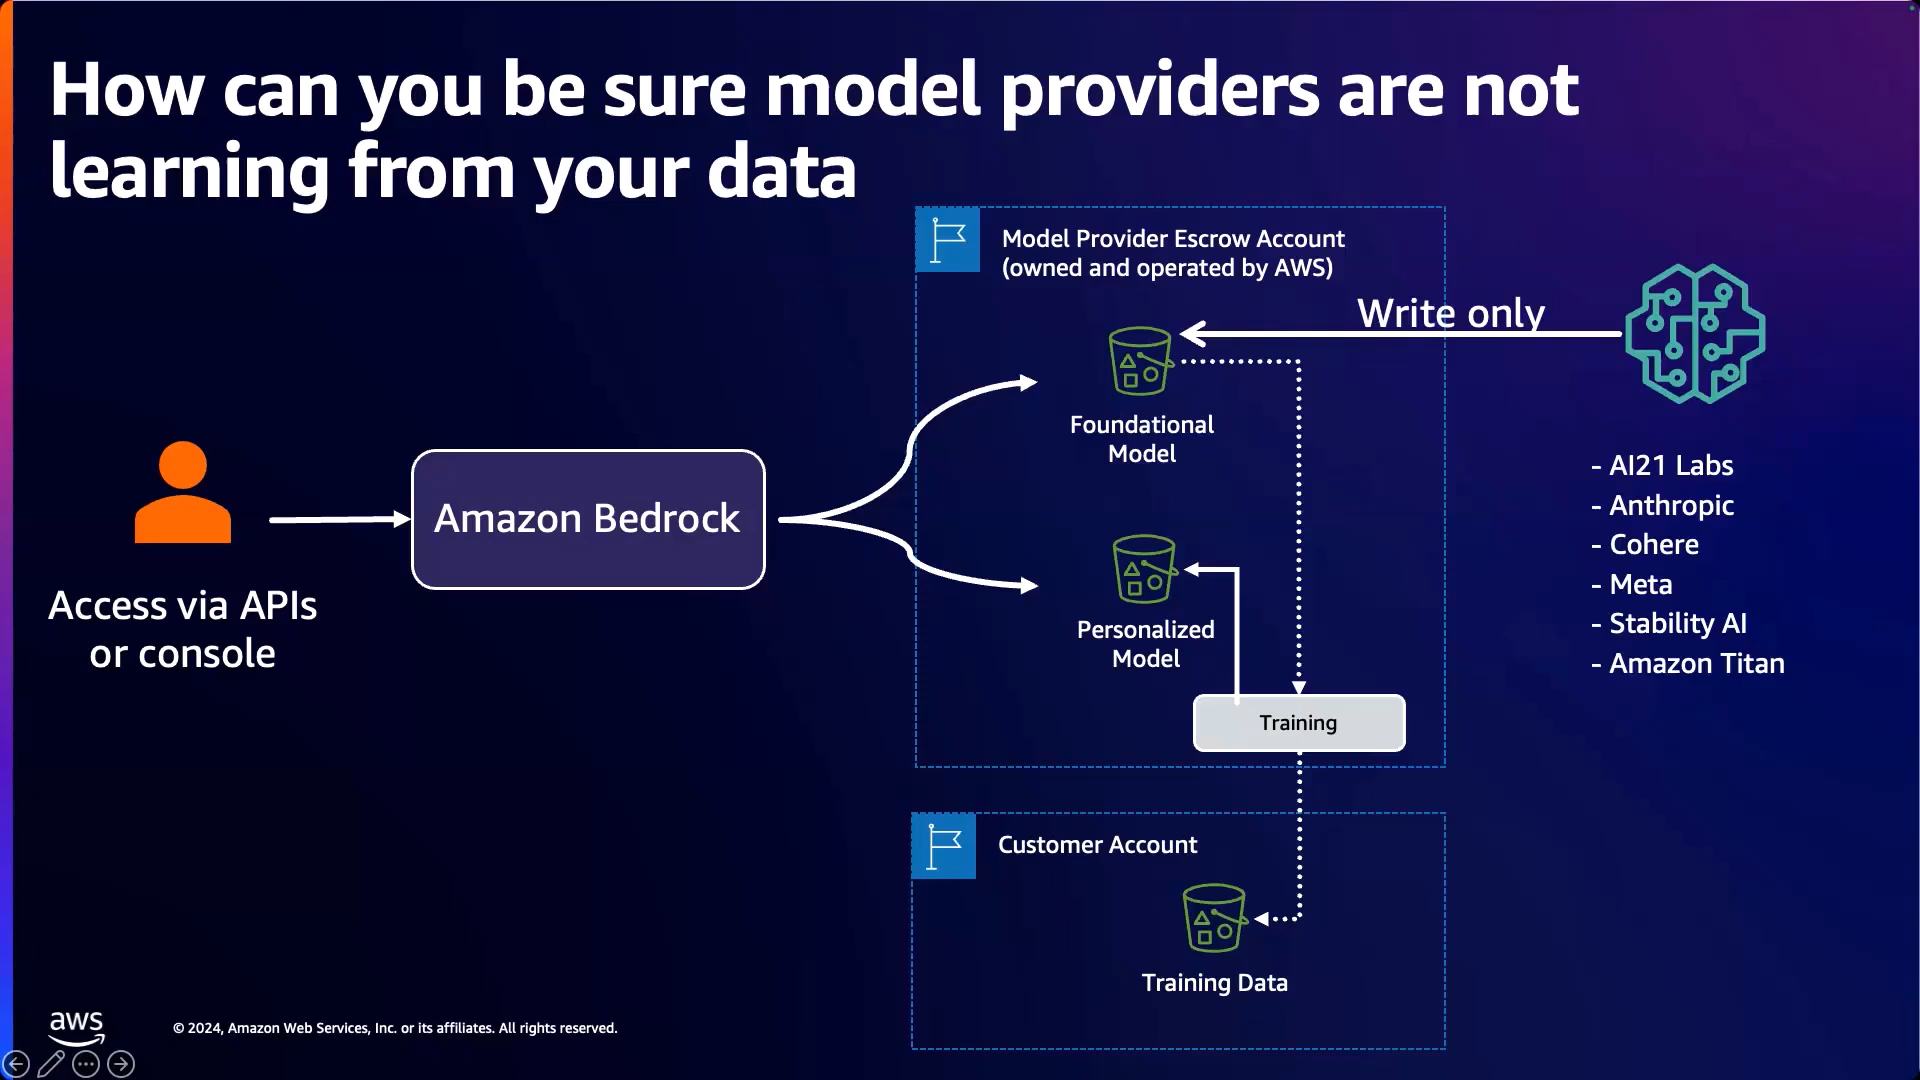 How can you be sure model providers are not
learning from your data
Model Provider Escrow Account
(owned and operated by AWS)
Write only
Foundational
Model
- AI21 Labs
- Anthropic
- Cohere
- Meta
- Stability AI
- Amazon Titan
Amazon Bedrock
Access via APIs
or console
Personalized
Model
Training
Customer Account
Training Data
aws
© 2024, Amazon Web Services, Inc. or its affiliates. All rights reserved.